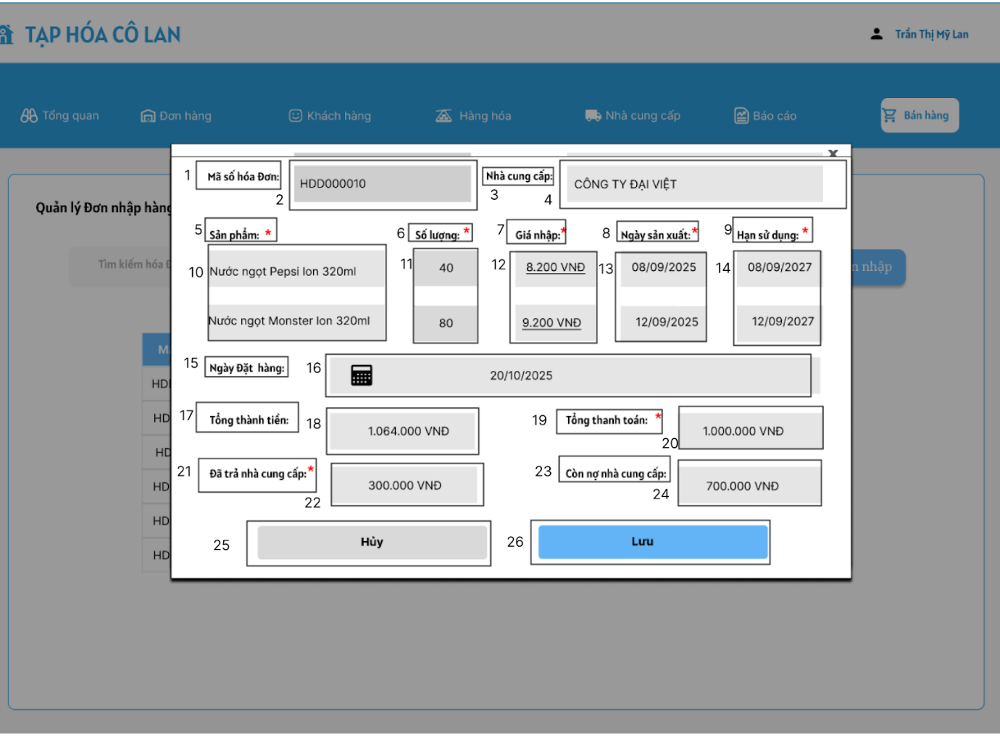 TẠP HÓA CÔ LAN
Trần Thị Mỹ Lan
Tổng quan
Đơn hàng
Khách hàng
Hàng hóa
Nhà cung cấp
Báo cáo
Bán hàng
X
Quản lý Đơn nhập hàng
Tìm kiếm hóa Đ
n nhập
M
HDI
HD
HD
HD
HD
HD
1 Mã số hóa Đơn:
2 HDD000010
Nhà cung cấp:
3
4 CÔNG TY ĐẠI VIỆT
5 Sản phẩm: *
6 Số lượng: *
7 Giá nhập:*
8 Ngày sản xuất:*
9 Hạn sử dụng: *
10 Nước ngọt Pepsi lon 320ml
11 40
12 8.200 VNĐ
13 08/09/2025
14 08/09/2027
Nước ngọt Monster lon 320ml
80
9.200 VNĐ
12/09/2025
12/09/2027
15 Ngày Đặt hàng:
16 20/10/2025
17 Tổng thành tiền:
18 1.064.000 VNĐ
19 Tổng thanh toán: *
20 1.000.000 VNĐ
21 Đã trả nhà cung cấp:*
22 300.000 VNĐ
23 Còn nợ nhà cung cấp:
24 700.000 VNĐ
25 Hủy
26 Lưu